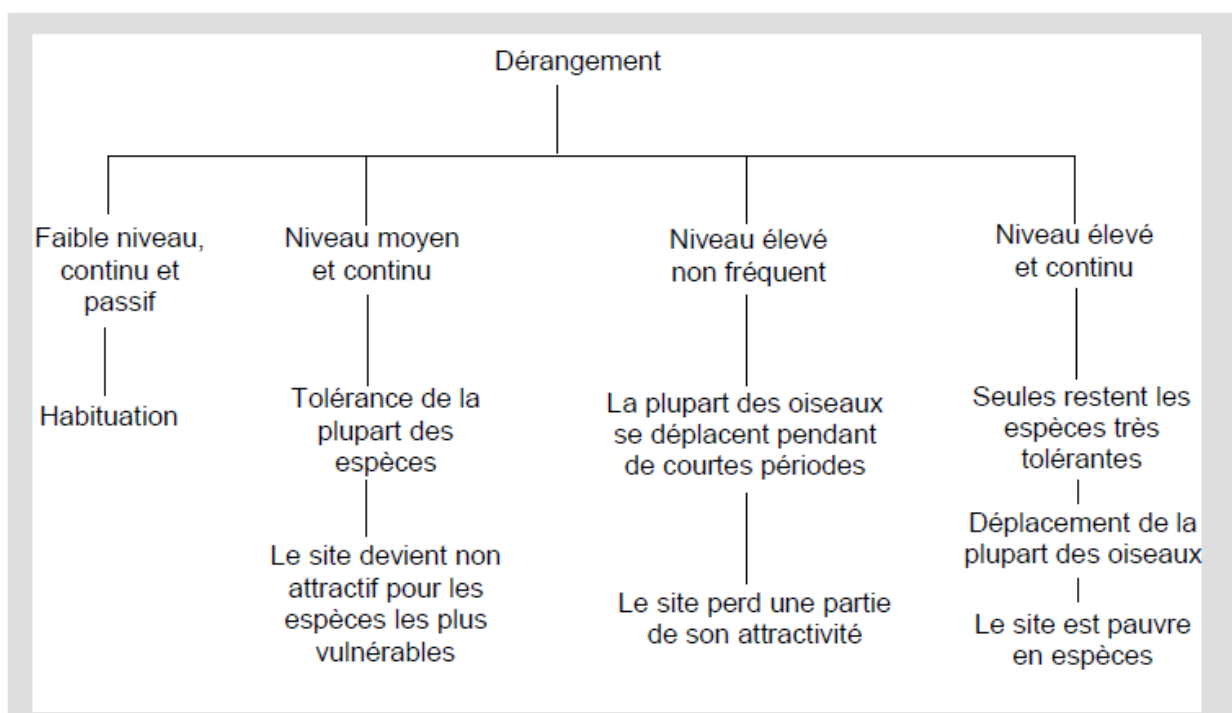 Dérangement
Faible niveau,
continu et
passif
Habituation
Niveau moyen
et continu
Tolérance de la
plupart des
espèces
Le site devient non
attractif pour les
espèces les plus
vulnérables
Niveau élevé
non fréquent
La plupart des oiseaux
se déplacent pendant
de courtes périodes
Le site perd une partie
de son attractivité
Niveau élevé
et continu
Seules restent les
espèces très
tolérantes
Déplacement de la
plupart des oiseaux
Le site est pauvre
en espèces